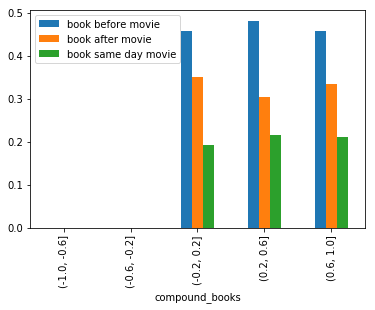 book before movie
book after movie
book same day movie
0.5
0.4
0.3
0.2
0.1
0.0
(-1.0, -0.6]
(-0.6, -0.2]
(-0.2, 0.2]
(0.2, 0.6]
(0.6, 1.0]
compound_books